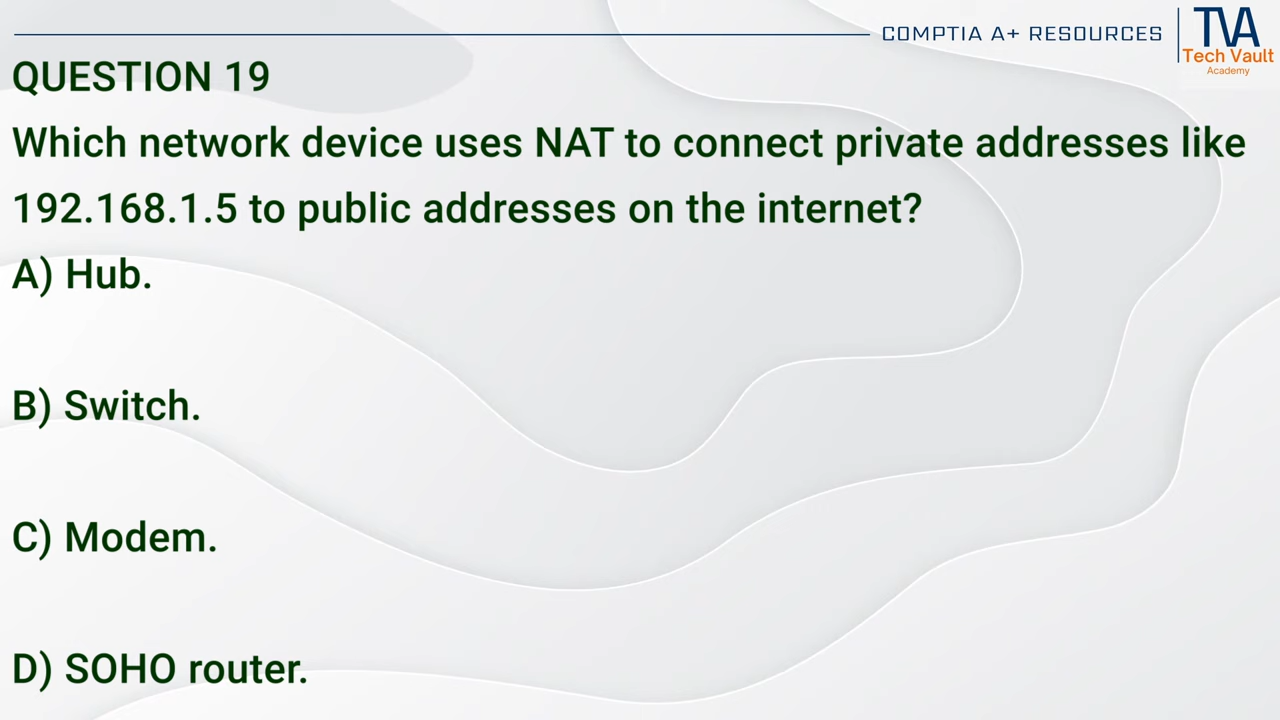 COMPTIA A+ RESOURCES
TVA
Tech Vault
Academy
QUESTION 19
Which network device uses NAT to connect private addresses like
192.168.1.5 to public addresses on the internet?
A) Hub.
B) Switch.
C) Modem.
D) SOHO router.